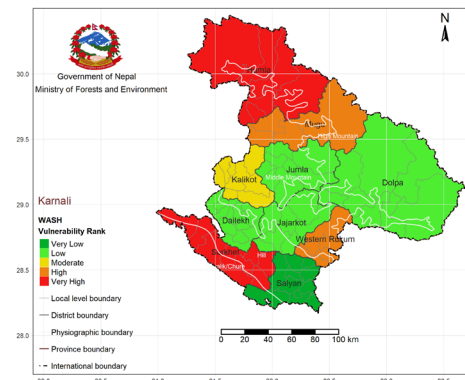 N
Government of Nepal
Ministry of Forests and Environment
30.0
29.5
29.0
28.5
28.0
High Mountain
Jumla
Middle Mountain
Kalikot
Dolpa
Dailekh
Jajarkot
Western Rukum
Hill
Salyan
Karnali
WASH
Vulnerability Rank
Very Low
Low
Moderate
High
Very High
Local level boundary
District boundary
Physiographic boundary
Province boundary
International boundary
0 20 40 60 80 100 km